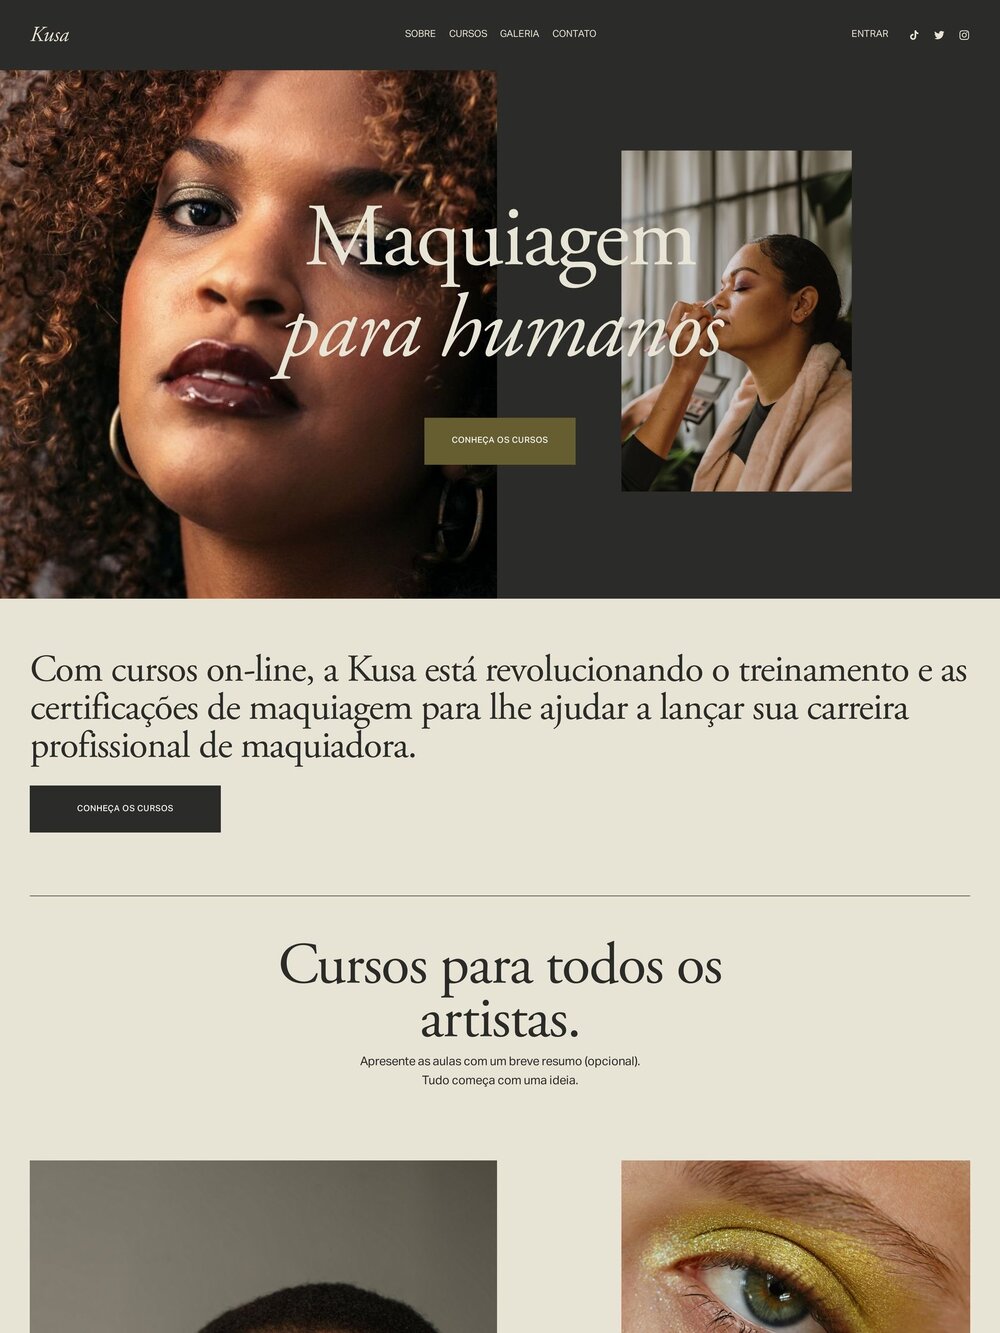 Kusa
SOBRE CURSOS GALERIA CONTATO
ENTRAR
Maquiagem
para humanos
CONHEÇA OS CURSOS
Com cursos on-line, a Kusa está revolucionando o treinamento e as
certificações de maquiagem para lhe ajudar a lançar sua carreira
profissional de maquiadora.
CONHEÇA OS CURSOS
Cursos para todos os
artistas.
Apresente as aulas com um breve resumo (opcional).
Tudo começa com uma ideia.